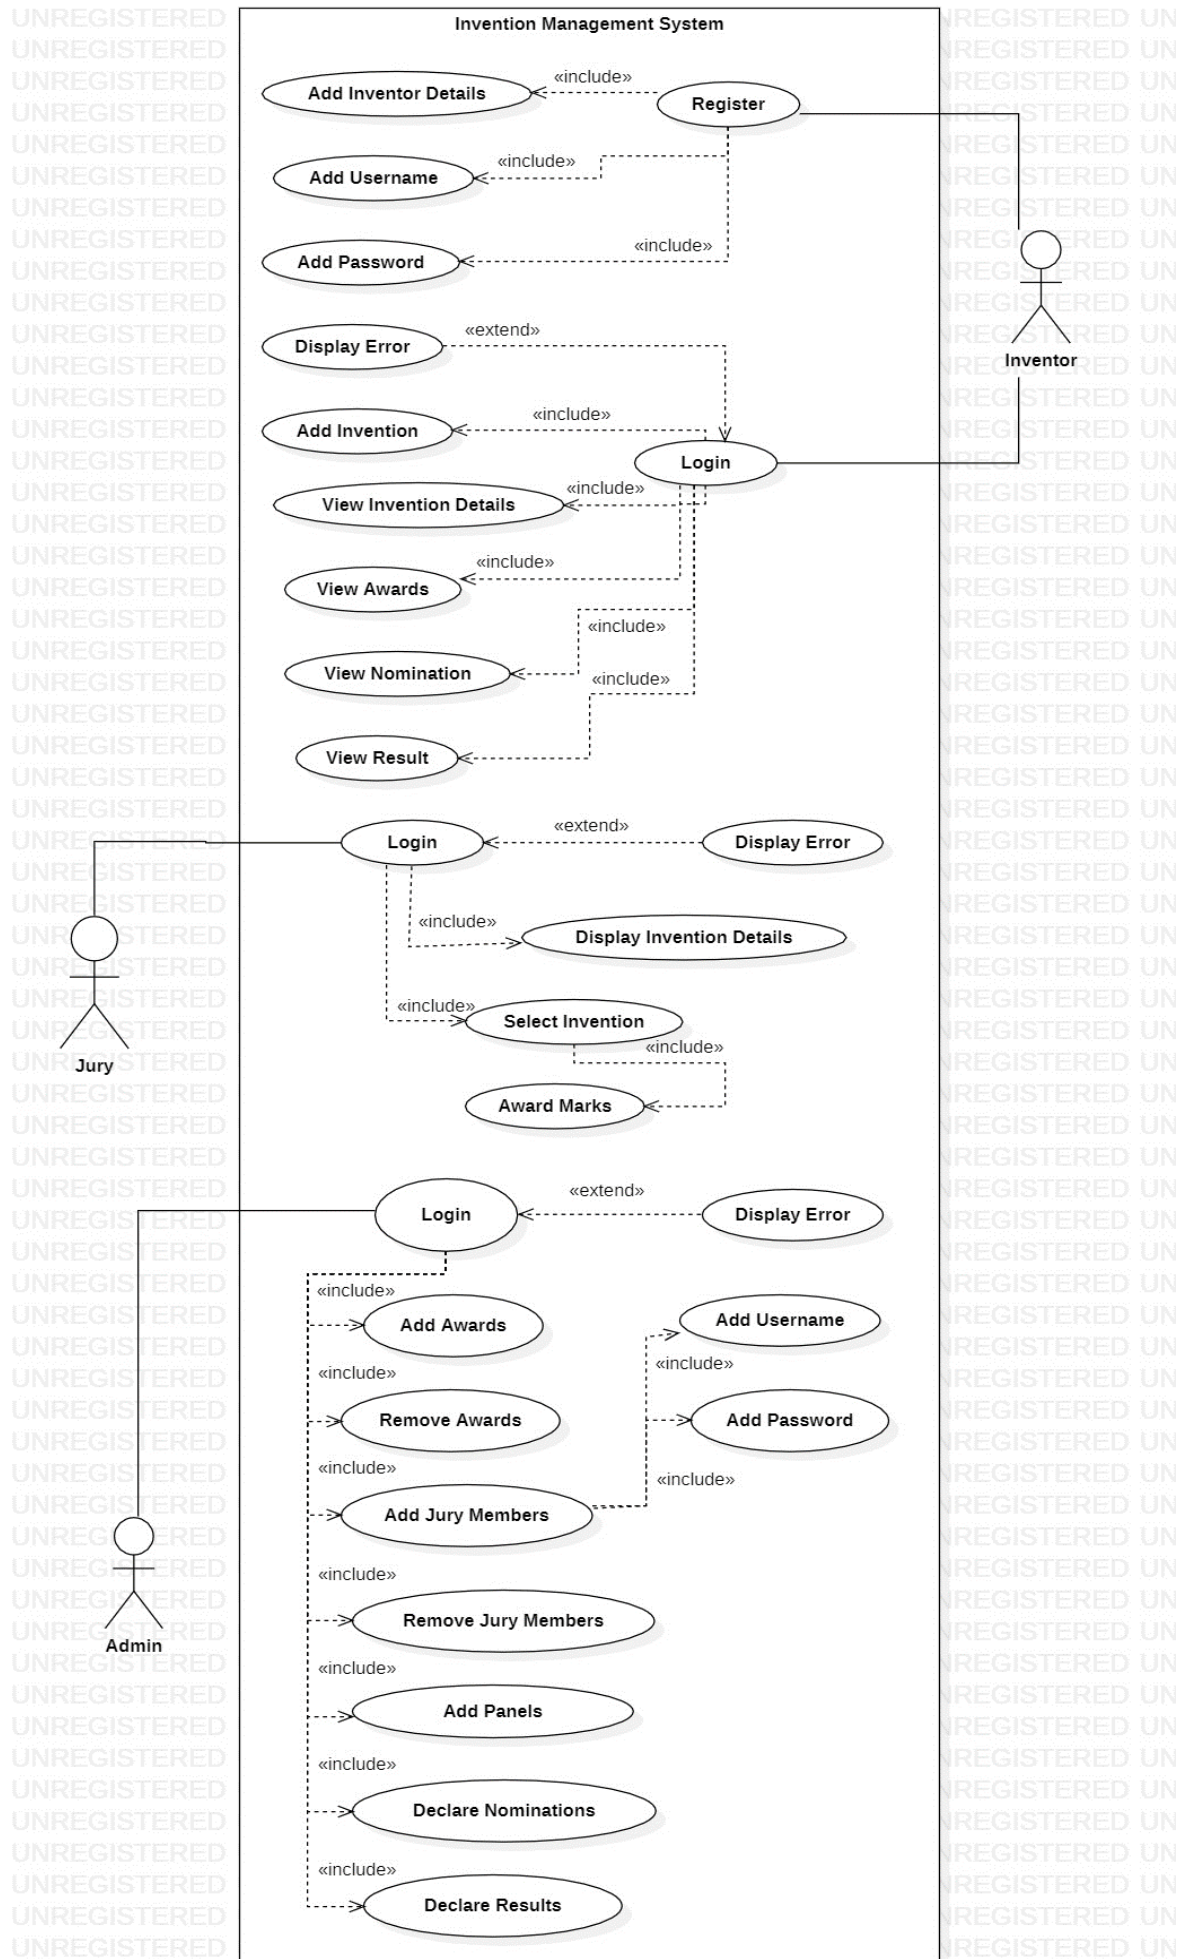 Invention Management System
«include»
Add Inventor Details
Register
«include»
Add Username
«include»
Add Password
Inventor
«extend»
Display Error
«include»
Add Invention
Login
«include»
View Invention Details
«include»
View Awards
«include»
View Nomination
«include»
View Result
«extend»
Login
Display Error
«include»
Display Invention Details
Jury
«include»
Select Invention
«include»
Award Marks
«extend»
Login
Display Error
«include»
Add Awards
Add Username
«include»
«include»
Remove Awards
Add Password
«include»
«include»
Add Jury Members
Admin
«include»
Remove Jury Members
«include»
Add Panels
«include»
Declare Nominations
«include»
Declare Results
UNREGISTERED